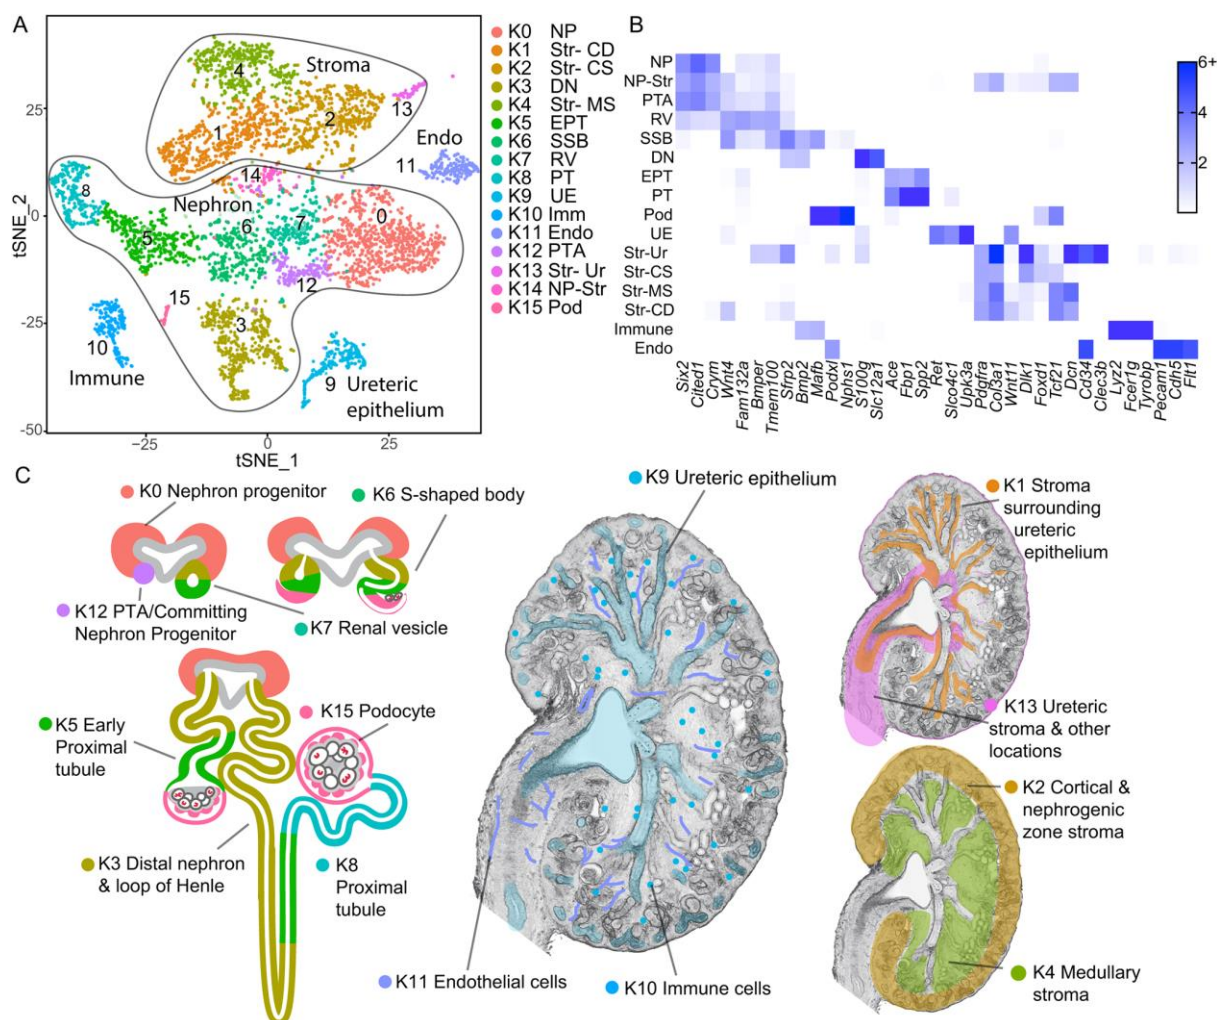 A
tSNE_2
25
0
-25
-50
-25
0
25
tSNE_1
4
Stroma
13
2
1
Endo
11
14
8
Nephron
0
7
6
5
12
15
3
10
Immune
9 Ureteric
epithelium
K0 NP
K1 Str- CD
K2 Str- CS
K3 DN
K4 Str- MS
K5 EPT
K6 SSB
K7 RV
K8 PT
K9 UE
K10 Imm
K11 Endo
K12 PTA
K13 Str- Ur
K14 NP-Str
K15 Pod
B
NP
NP-Str
PTA
RV
SSB
DN
EPT
PT
Pod
UE
Str-Ur
Str-CS
Str-MS
Str-CD
Immune
Endo
Six2
Cited1
Crym
Wnt4
Fam132a
Bmper
Tmem100
Sfrp2
Bmp2
Mafb
Podxl
Nphs1
S100g
Slc12a1
Ace
Fbp1
Spp2
Ret
Slco4c1
Upk3a
Pdgfra
Col3a1
Wnt11
Dlk1
Foxd1
Tcf21
Dcn
Cd34
Clec3b
Lyz2
Fcer1g
Tyrobp
Pecam1
Cdh5
Flt1
6+
4
2
C
K0 Nephron progenitor
K6 S-shaped
body
K12 PTA/Committing
Nephron Progenitor
K7 Renal vesicle
K5 Early
Proximal
tubule
K15 Podocyte
K3 Distal nephron
& loop of Henle
K8
Proximal
tubule
K9 Ureteric epithelium
K11 Endothelial cells
K10 Immune cells
K1 Stroma
surrounding
ureteric
epithelium
K13 Ureteric
stroma & other
locations
K2 Cortical &
nephrogenic
zone stroma
K4 Medullary
stroma